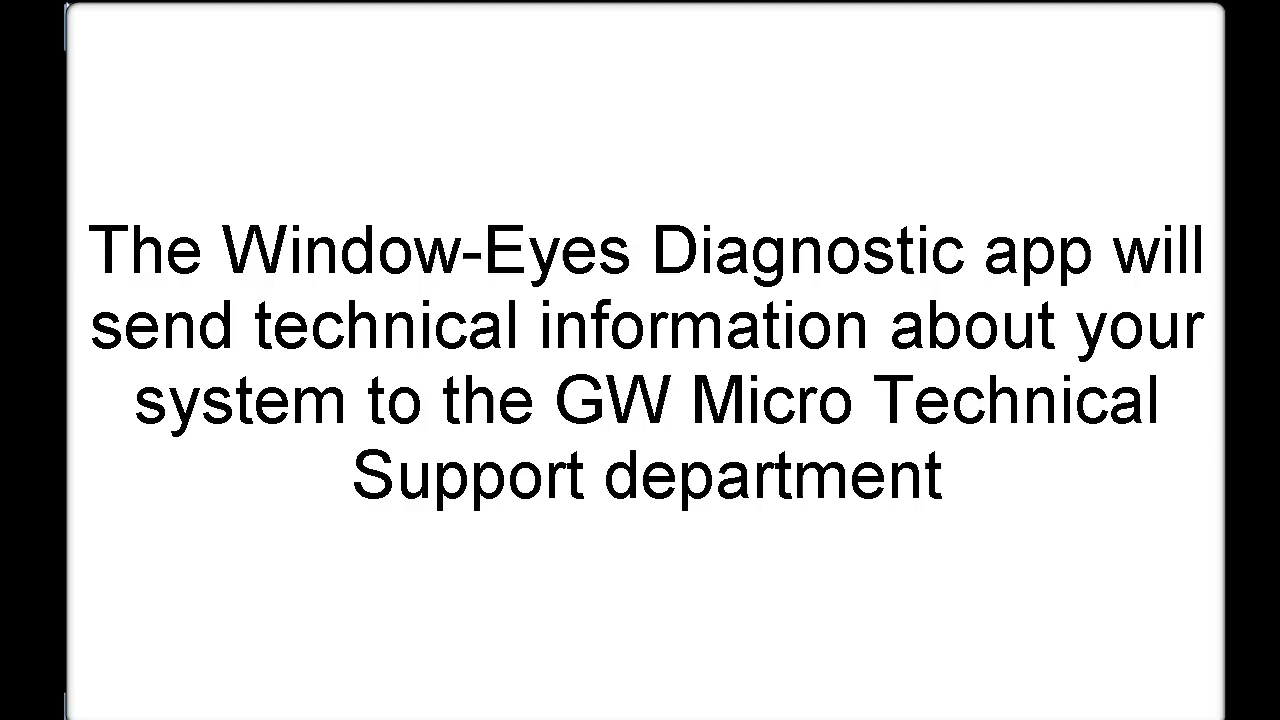 The Window-Eyes Diagnostic app will
send technical information about your
system to the GW Micro Technical
Support department